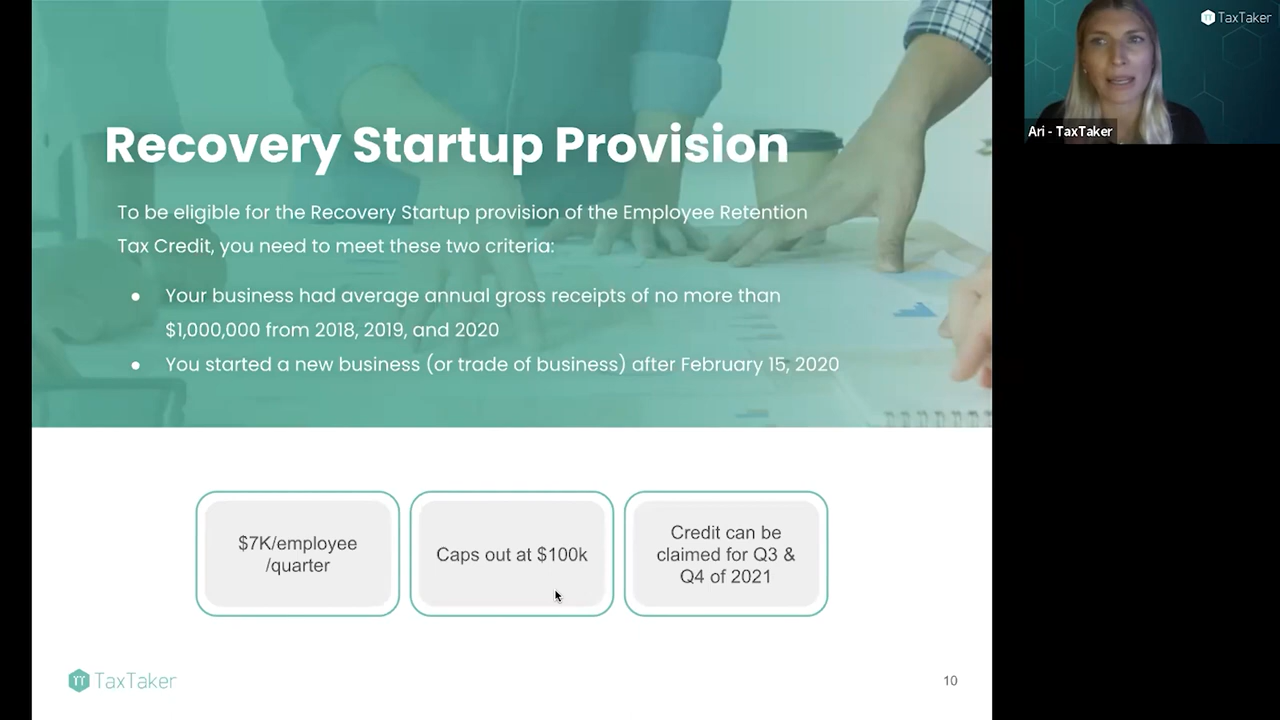 Recovery Startup Provision
To be eligible for the Recovery Startup provision of the Employee Retention
Tax Credit, you need to meet these two criteria:
● Your business had average annual gross receipts of no more than
$1,000,000 from 2018, 2019, and 2020
● You started a new business (or trade of business) after February 15, 2020
$7K/employee
/quarter
Caps out at $100k
Credit can be
claimed for Q3 &
Q4 of 2021
TT TaxTaker
10
TaxTaker
Ari - TaxTaker